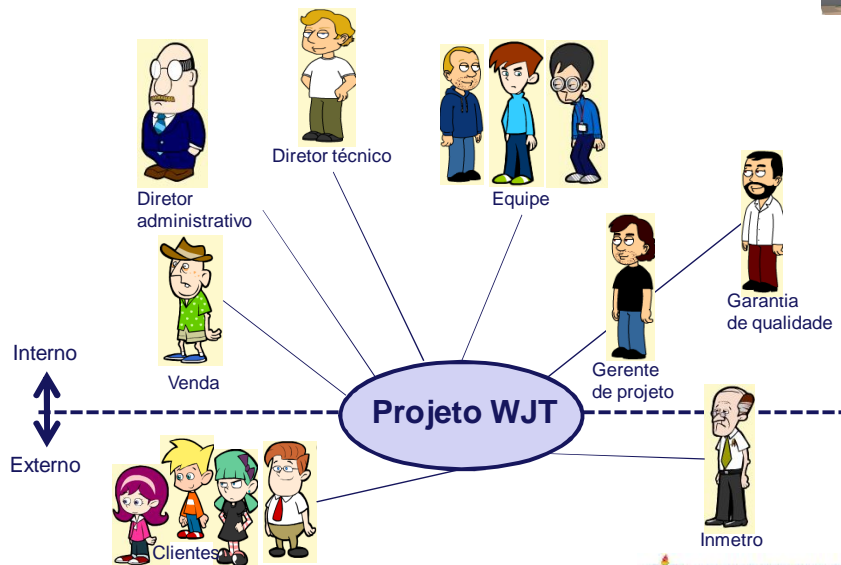 Diretor técnico
Diretor
administrativo
Equipe
Garantia
de qualidade
Interno
Venda
Gerente
de projeto
Projeto WJT
Externo
Clientes
Inmetro